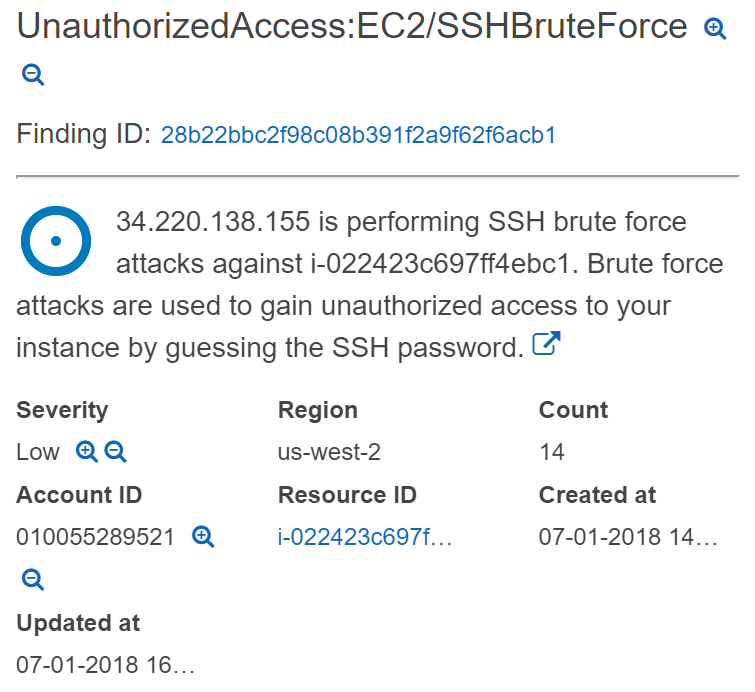 UnauthorizedAccess:EC2/SSHBruteForce
Finding ID: 28b22bbc2f98c08b391f2a9f62f6acb1
34.220.138.155 is performing SSH brute force
attacks against i-022423c697ff4ebc1. Brute force
attacks are used to gain unauthorized access to your
instance by guessing the SSH password.
Severity Region Count
Low us-west-2 14
Account ID Resource ID Created at
010055289521 i-022423c697f… 07-01-2018 14…
Updated at
07-01-2018 16…